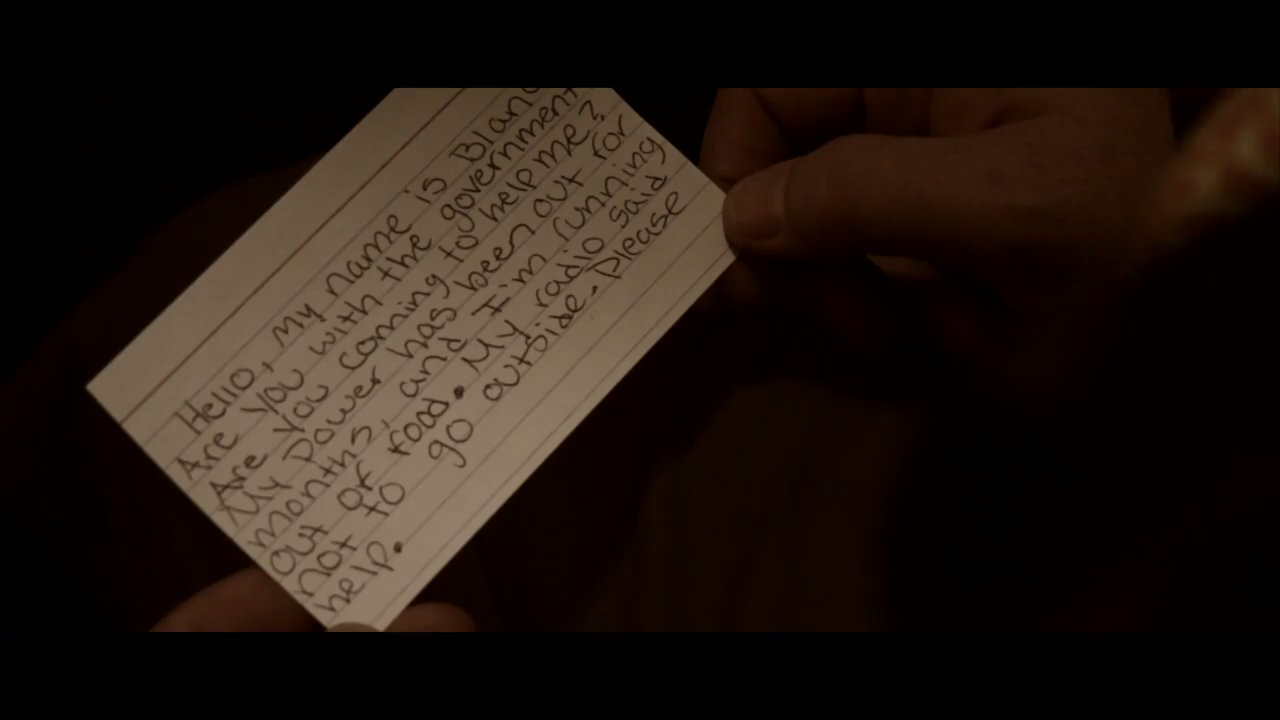 Hello, my name is Blanc
Are you with the government
Are you coming to help me?
My power has been out for
months, and I'm running
out of food. My radio said
not to go outside. Please
help.